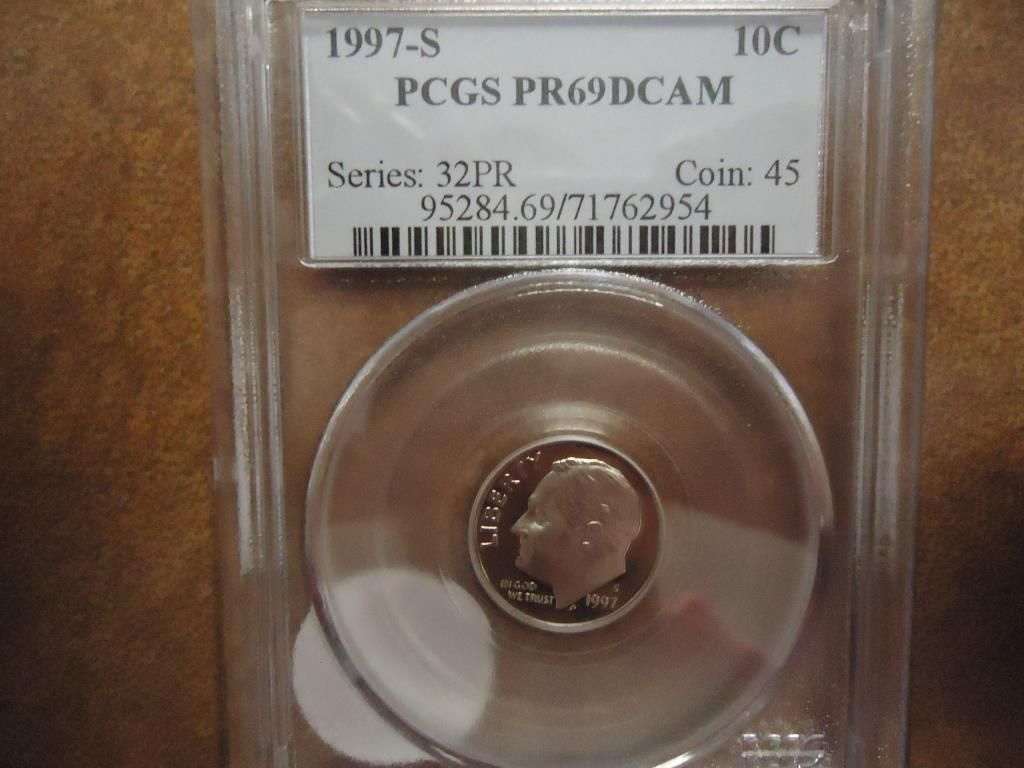 1997-S 10C
PCGS PR69DCAM
Series: 32PR Coin: 45
95284.69/71762954
LIBERTY
IN GOD
WE TRUST
S
1997